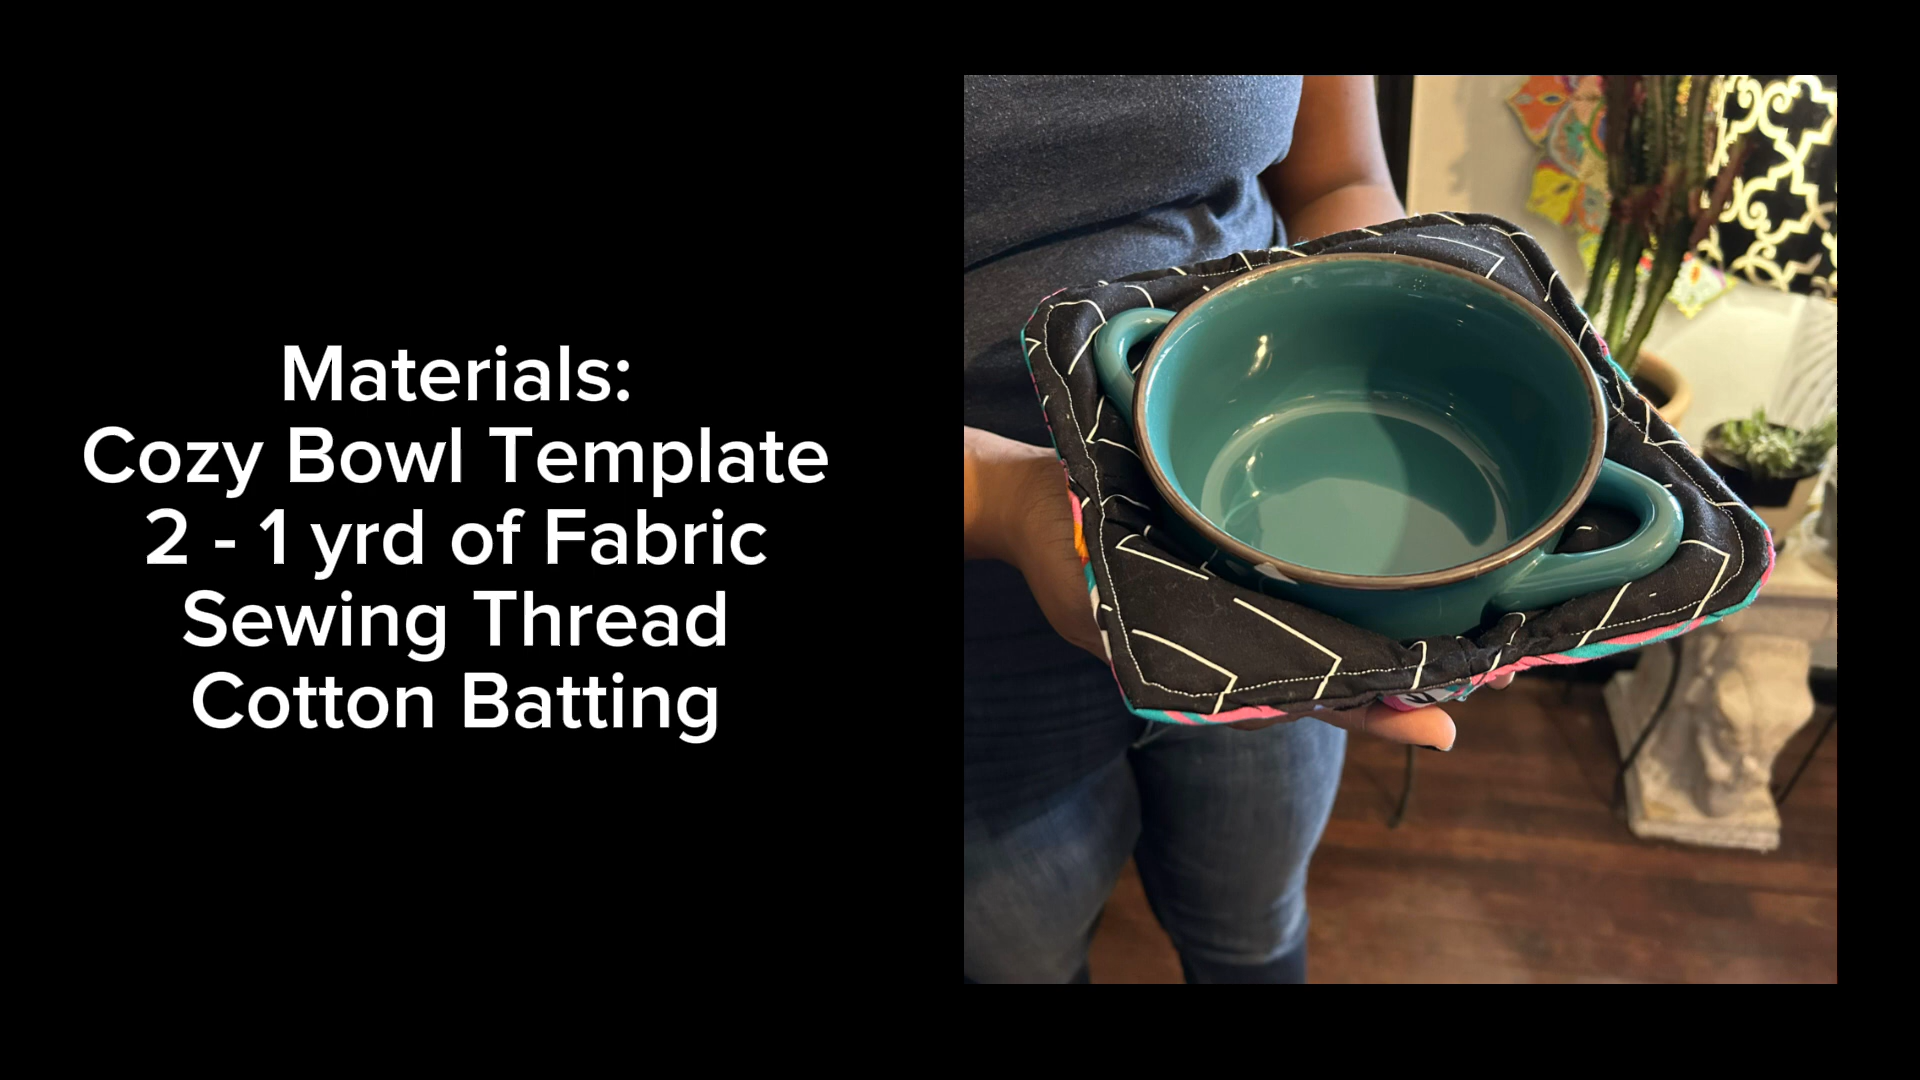 Materials:
Cozy Bowl Template
2 - 1 yrd of Fabric
Sewing Thread
Cotton Batting